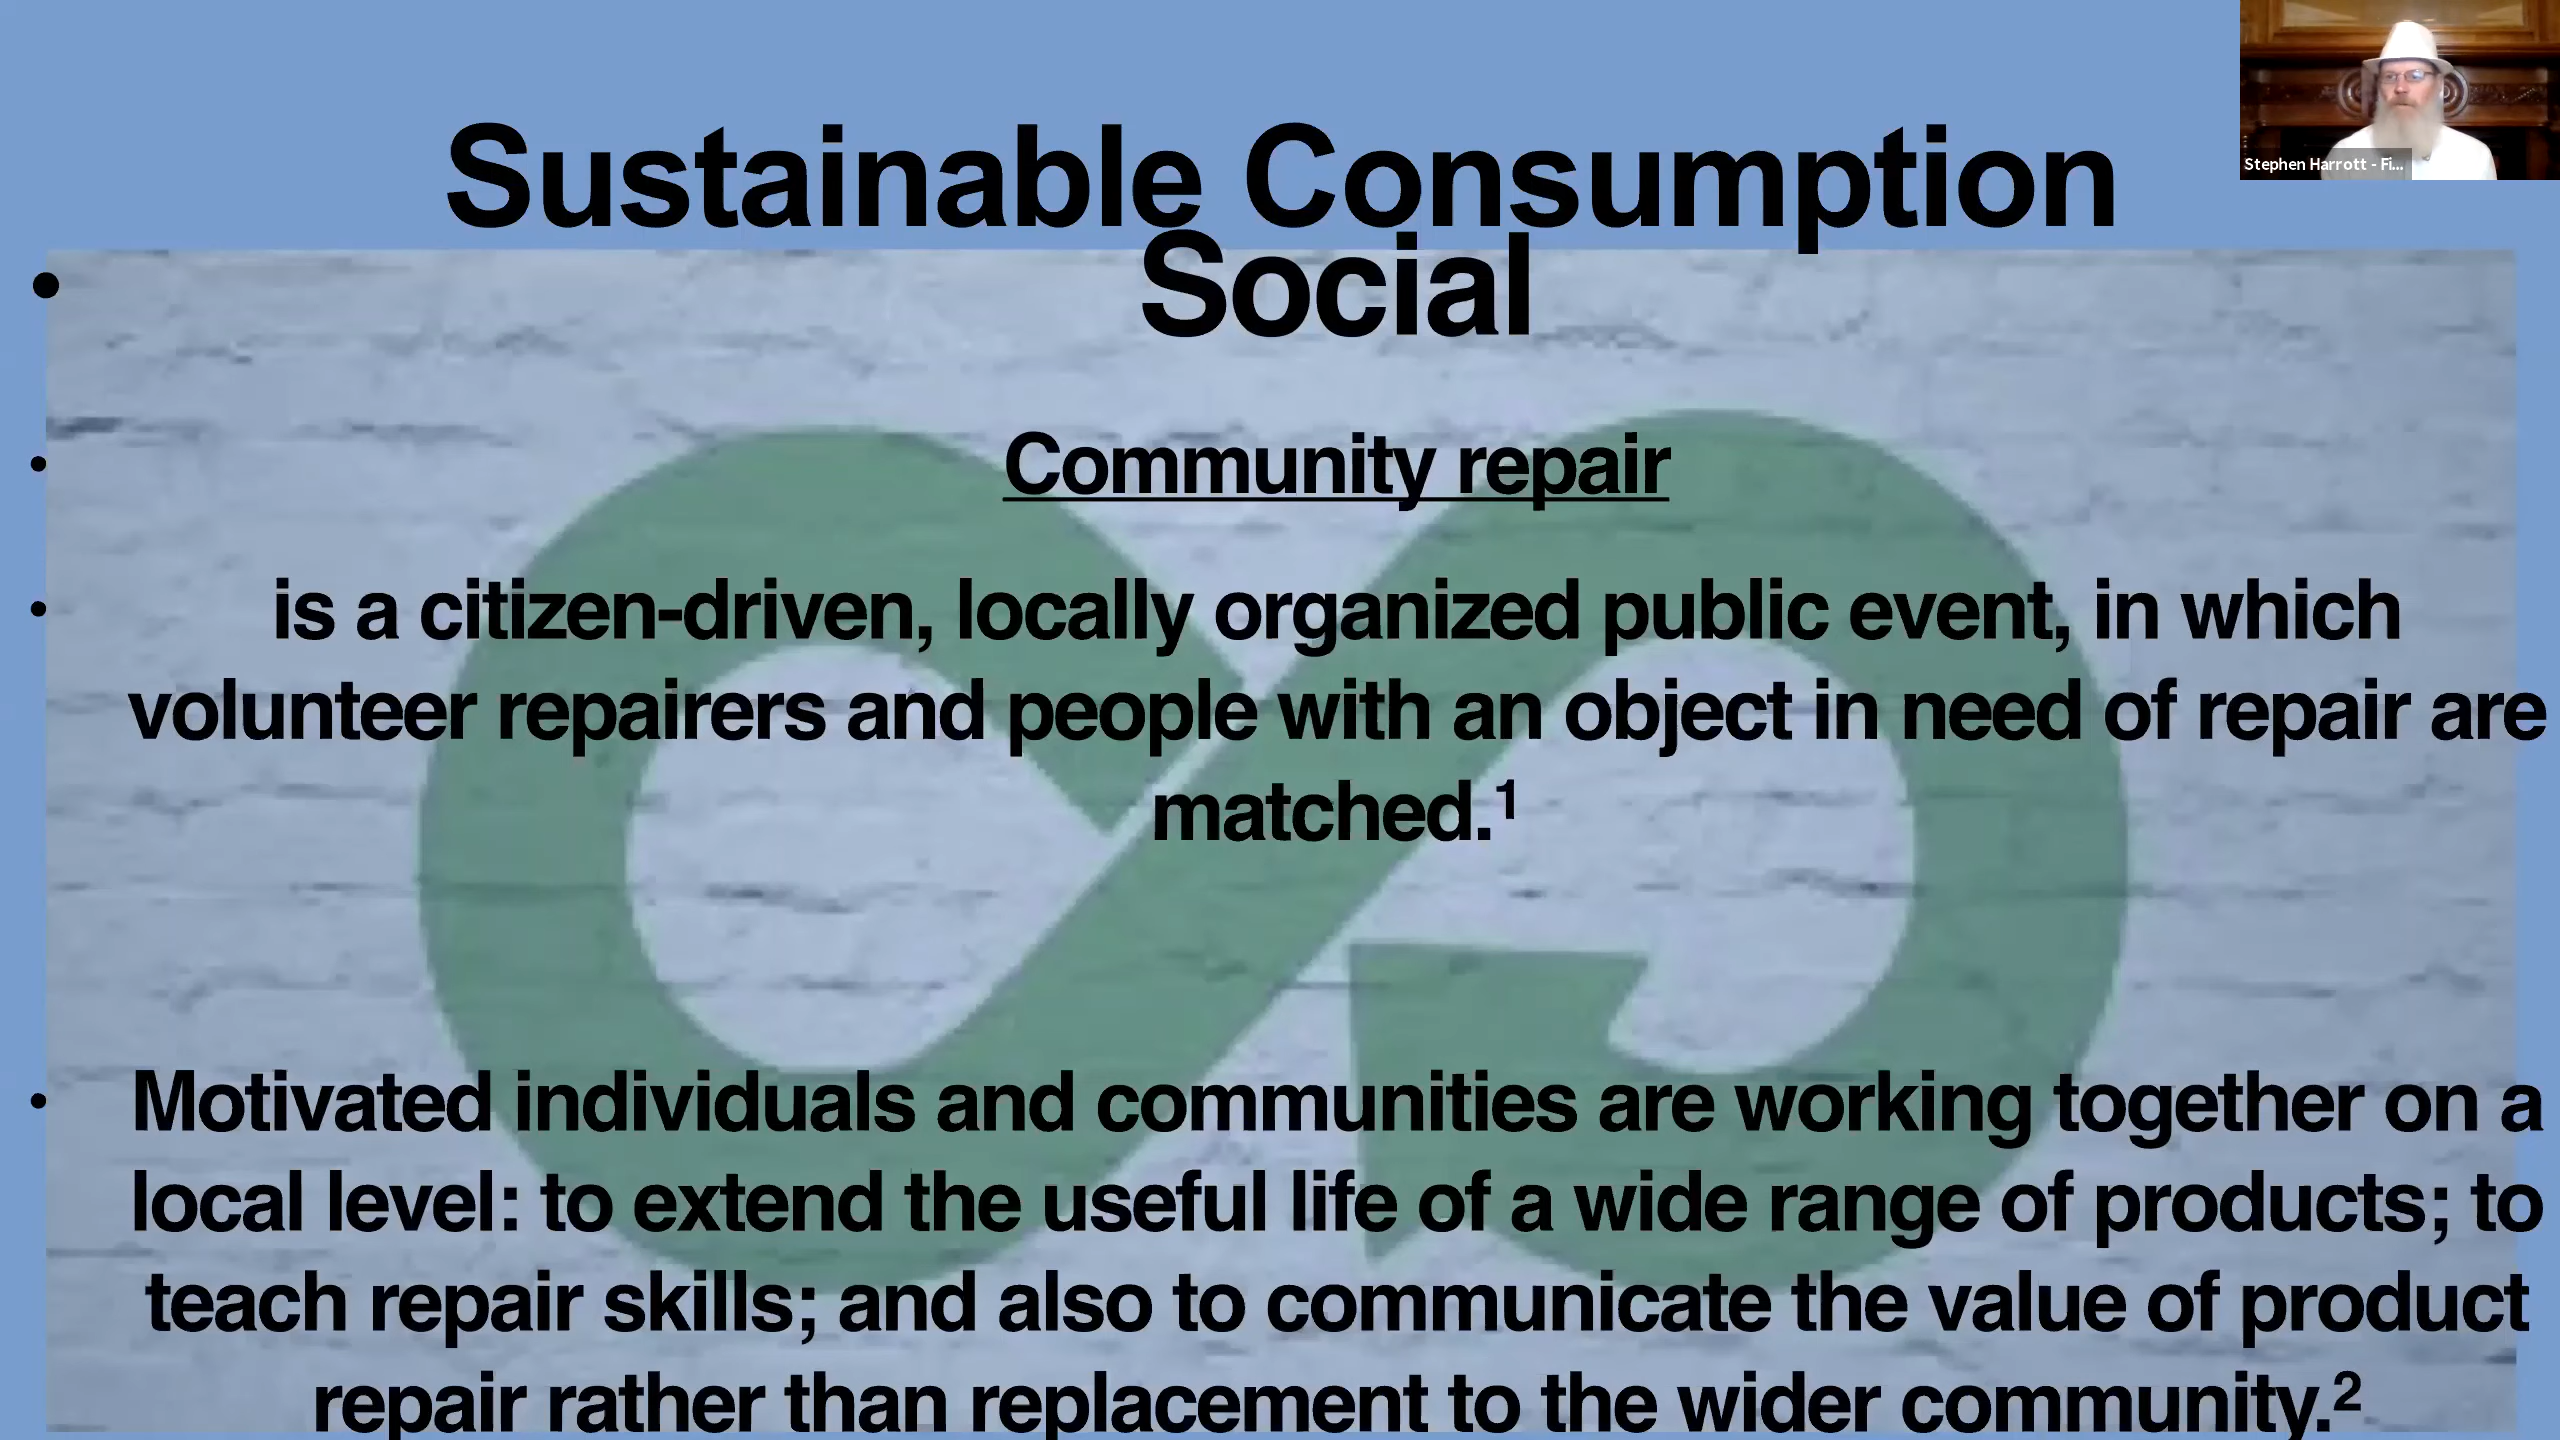 Sustainable Consumption
• Social
• Community repair
• is a citizen-driven, locally organized public event, in which
volunteer repairers and people with an object in need of repair are
matched.¹
• Motivated individuals and communities are working together on a
local level: to extend the useful life of a wide range of products; to
teach repair skills; and also to communicate the value of product
repair rather than replacement to the wider community.²
Stephen Harrott - Fi...